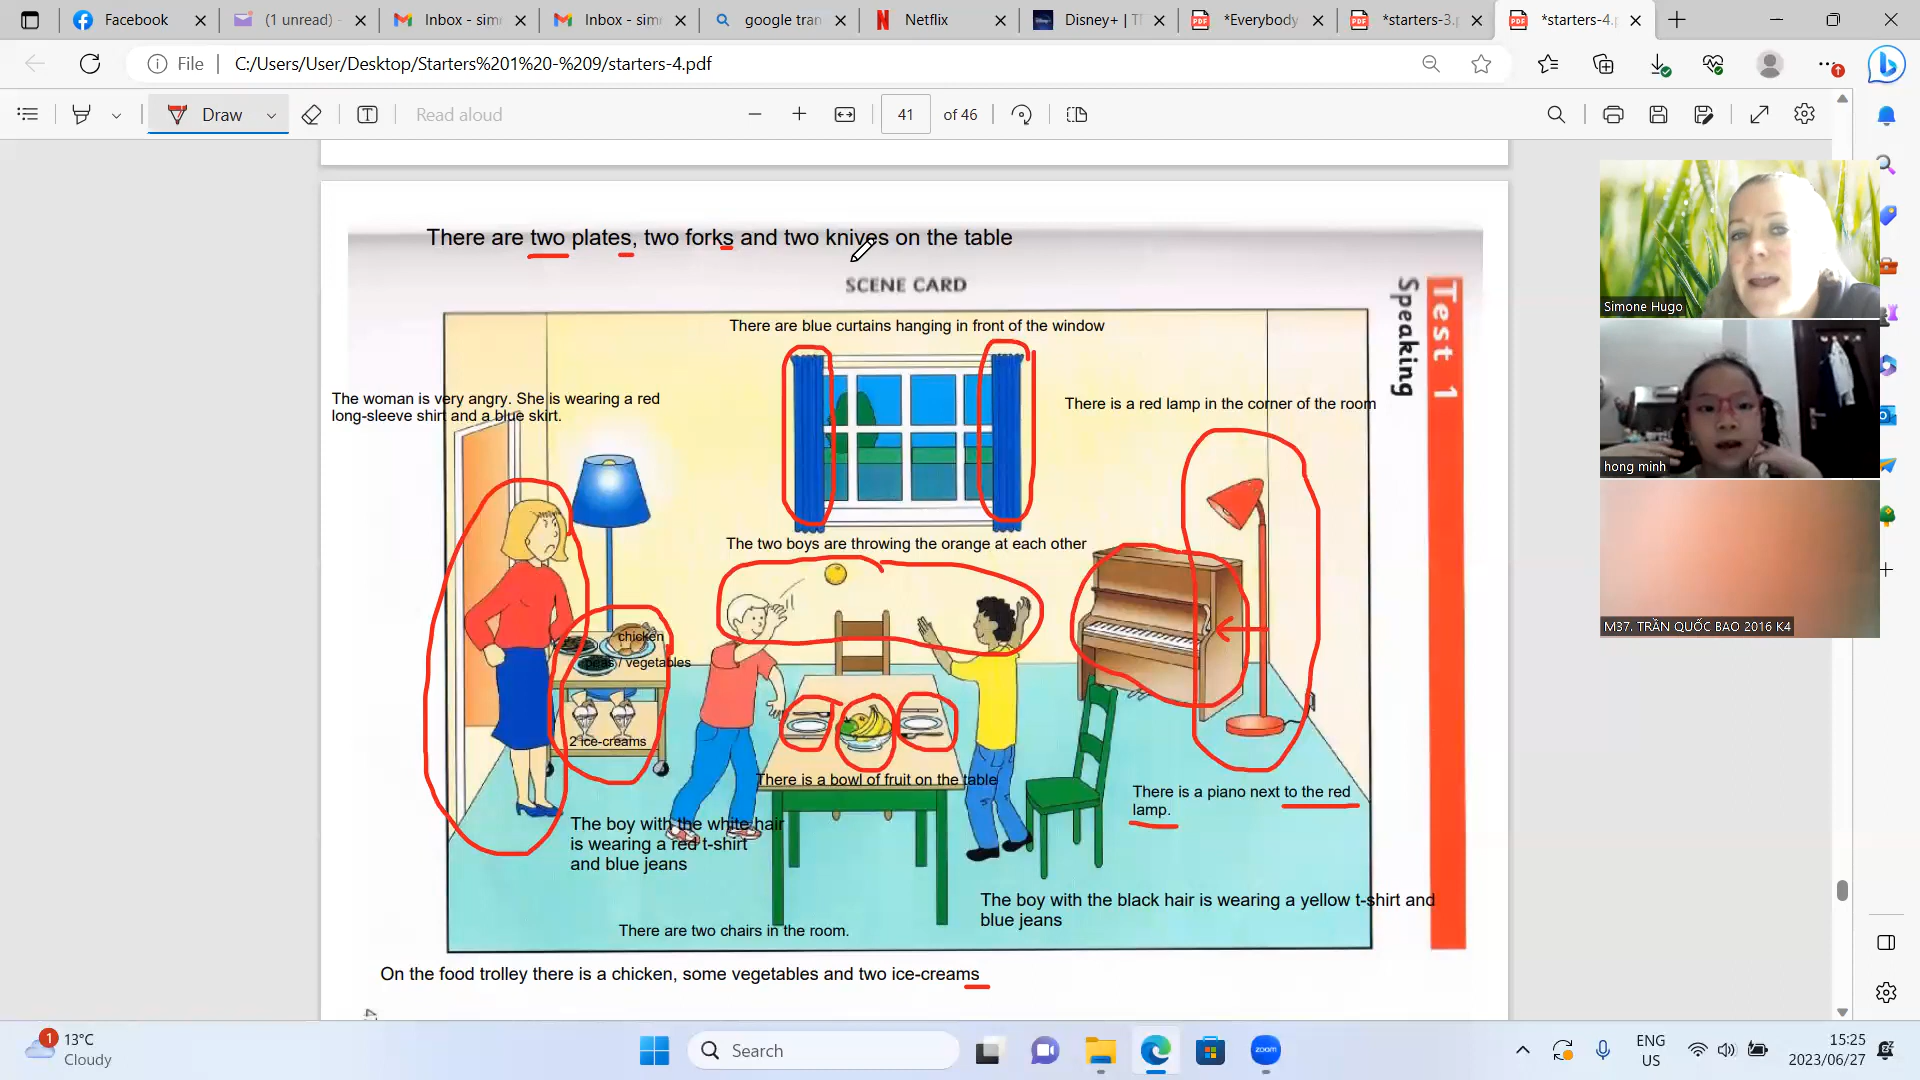 Facebook
(1 unread) -
Inbox - sim
Inbox - sim
google tran
Netflix
Disney+ | Th
*Everybody
*starters-3.p
*starters-4.p
File
C:/Users/User/Desktop/Starters%201%20-%209/starters-4.pdf
Draw
Read aloud
41
of 46
There are two plates, two forks and two knives on the table
SCENE CARD
Test 1
Speaking
There are blue curtains hanging in front of the window
The woman is very angry. She is wearing a red
long-sleeve shirt and a blue skirt.
There is a red lamp in the corner of the room
The two boys are throwing the orange at each other
chicken
peas / vegetables
2 ice-creams
There is a bowl of fruit on the table
There is a piano next to the red
lamp.
The boy with the white hair
is wearing a red t-shirt
and blue jeans
The boy with the black hair is wearing a yellow t-shirt and
blue jeans
There are two chairs in the room.
On the food trolley there is a chicken, some vegetables and two ice-creams
Simone Hugo
hong minh
M37. TRẦN QUỐC BAO 2016 K4
1
13°C
Cloudy
Search
zoom
ENG
US
15:25
2023/06/27